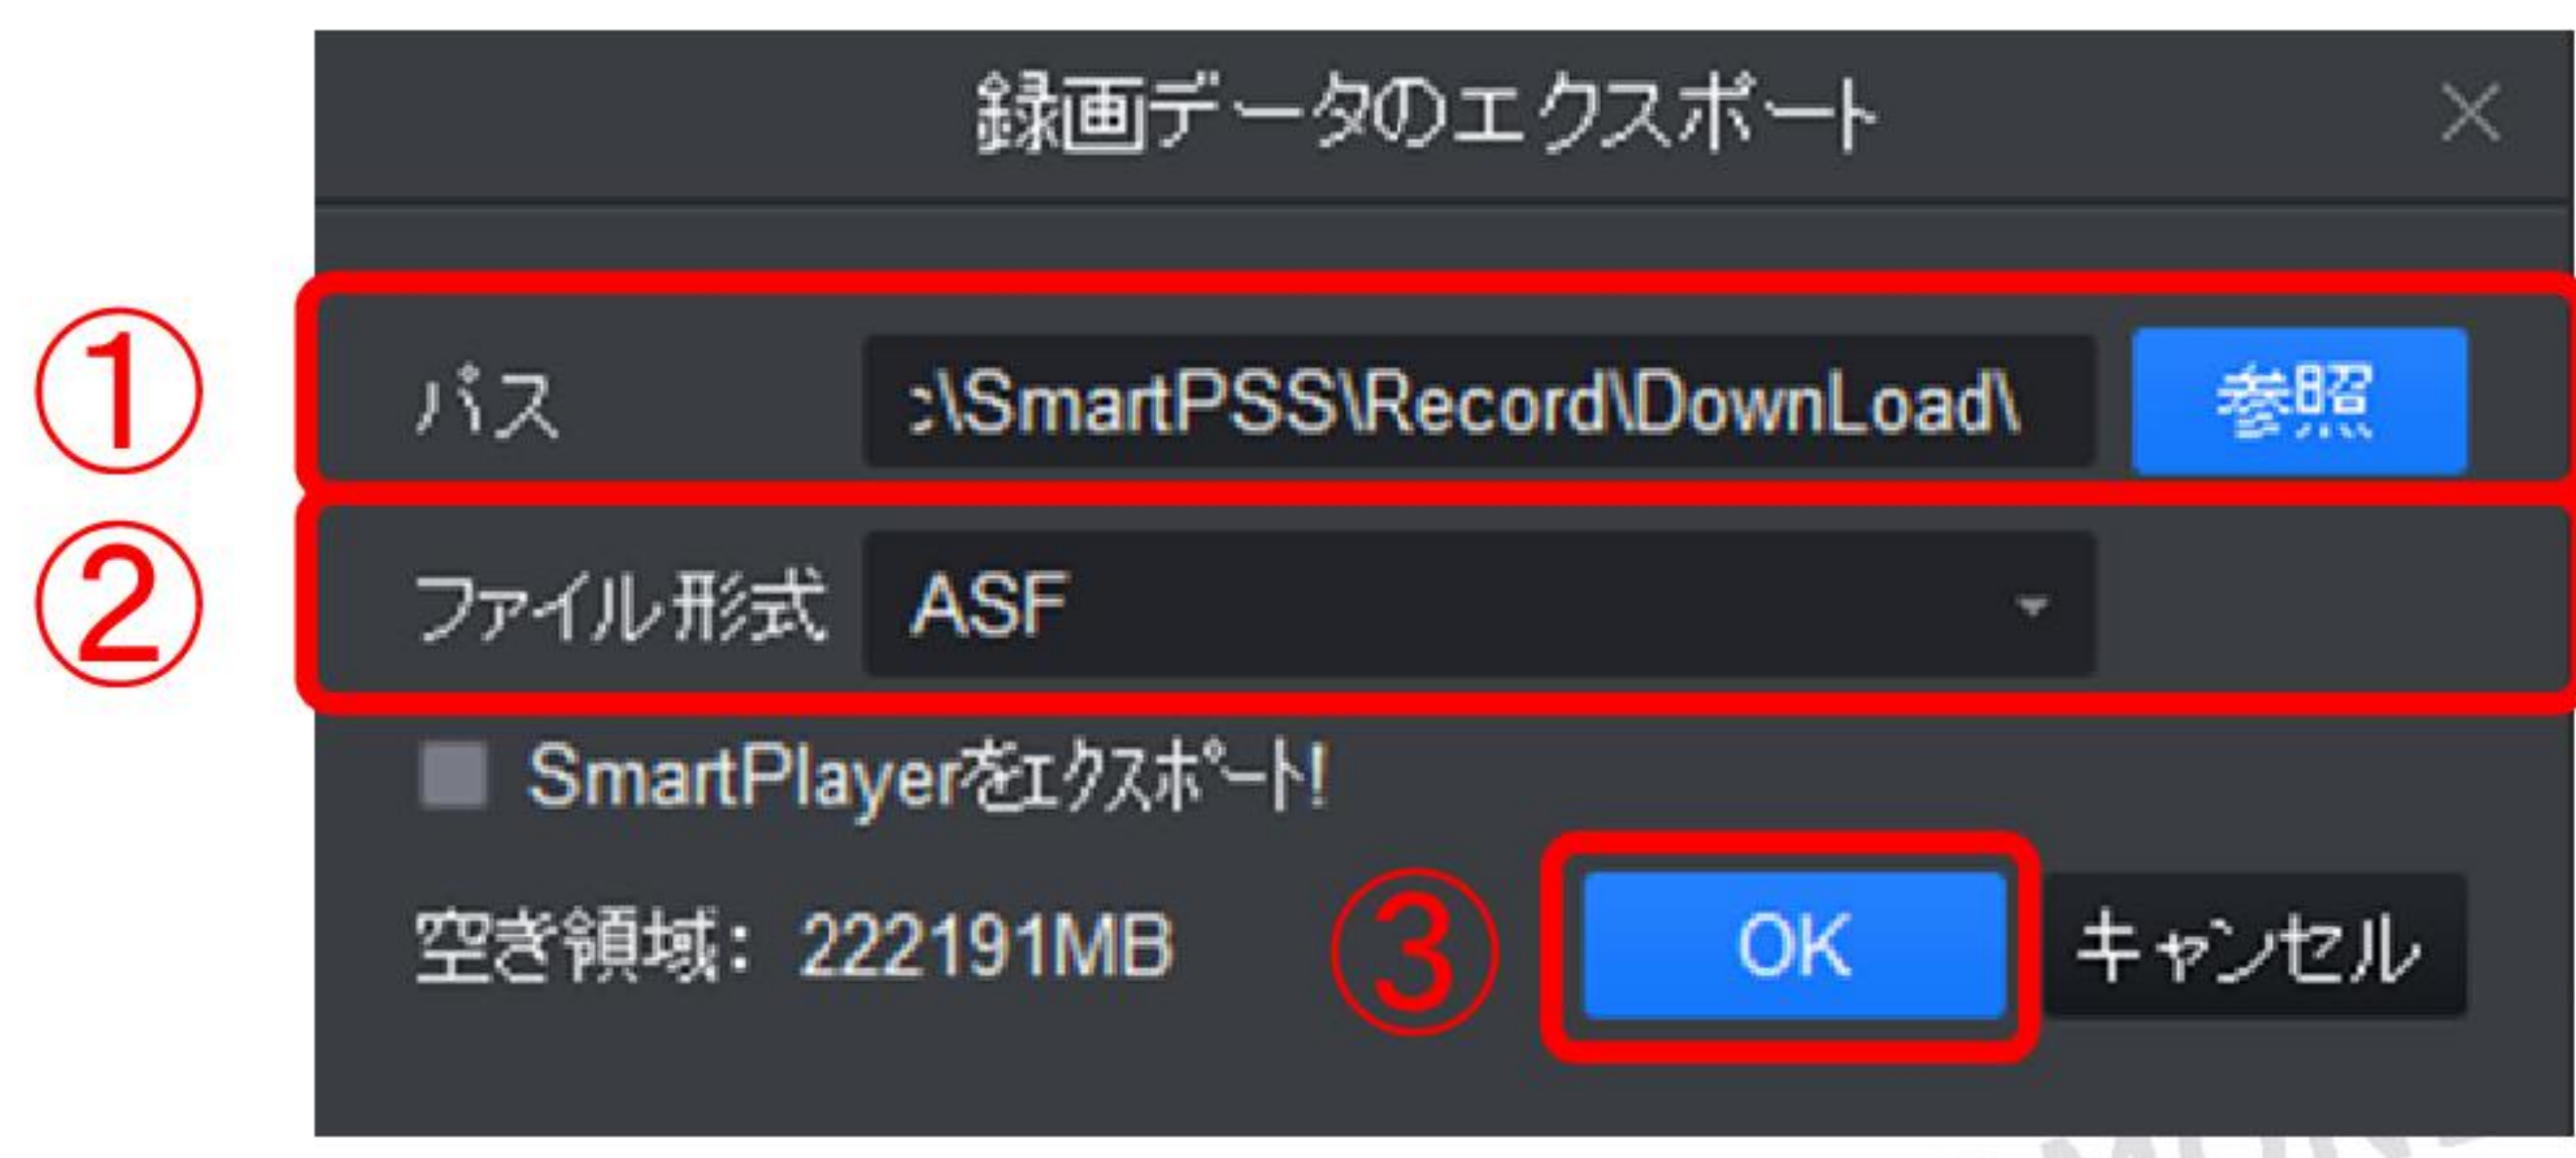 録画データのエクスポート
① パス :\SmartPSS\Record\DownLoad\ 参照
② ファイル形式 ASF
SmartPlayerをエクスポート!
空き領域: 222191MB ③ OK キャンセル